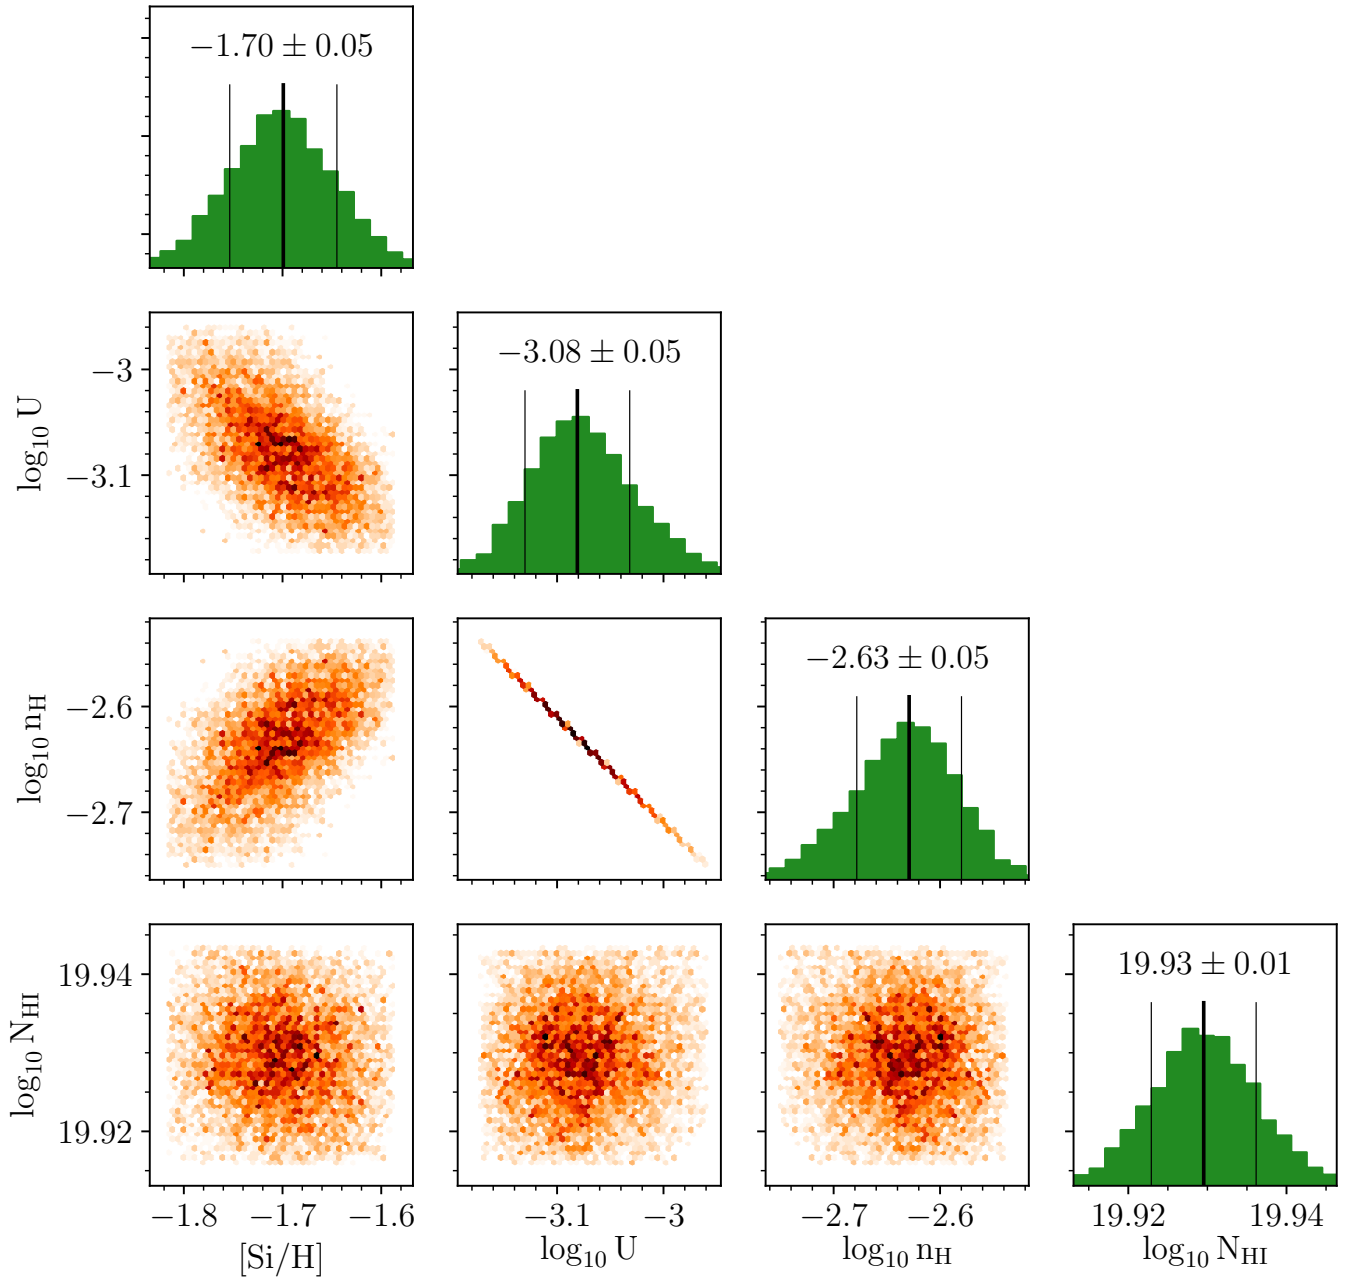 −1.70 ± 0.05
log₁₀ U
−3
−3.1
−3.08 ± 0.05
log₁₀ n_H
−2.6
−2.7
−2.63 ± 0.05
log₁₀ N_HI
19.94
19.92
19.93 ± 0.01
−1.8 −1.7 −1.6 −3.1 −3 −2.7 −2.6 19.92 19.94
[Si/H] log₁₀ U log₁₀ n_H log₁₀ N_HI